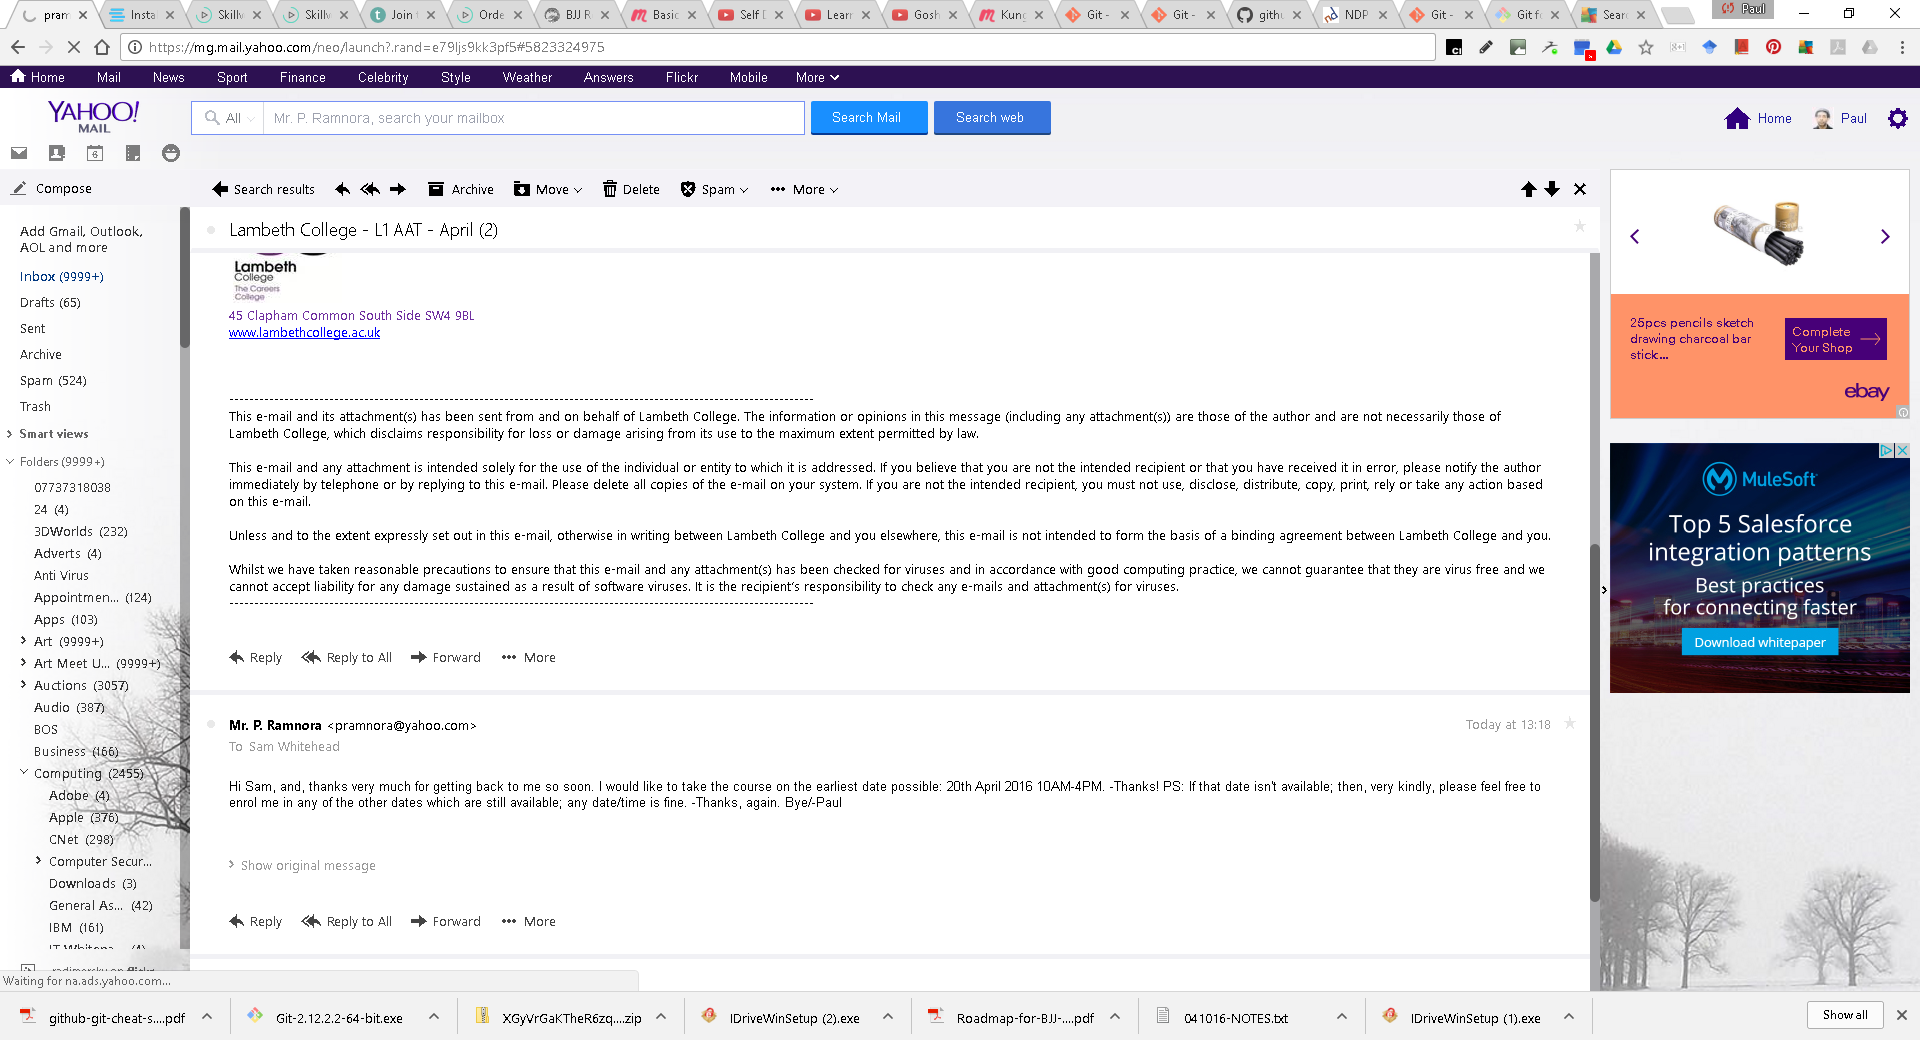 pram
Insta
Skillv
Skillv
Join
Orde
BJJ R
Basic
Self D
Learn
Gosh
Kung
Git -
Git -
githu
NDP
Git -
Git fo
Sear
Paul
https://mg.mail.yahoo.com/neo/launch?.rand=e79ljs9kk3pf5#5823324975
Home Mail News Sport Finance Celebrity Style Weather Answers Flickr Mobile More
YAHOO!
MAIL
All Mr. P. Ramnora, search your mailbox Search Mail Search web
Home Paul
6
Compose
Search results Archive Move Delete Spam More
Add Gmail, Outlook,
AOL and more
Inbox (9999+)
Drafts (65)
Sent
Archive
Spam (524)
Trash
Smart views
Folders (9999+)
07737318038
24 (4)
3DWorlds (232)
Adverts (4)
Anti Virus
Appointmen... (124)
Apps (103)
Art (9999+)
Art Meet U... (9999+)
Auctions (3057)
Audio (387)
BOS
Business (166)
Computing (2455)
Adobe (4)
Apple (376)
CNet (298)
Computer Secur...
Downloads (3)
General As... (42)
IBM (161)
Lambeth College - L1 AAT - April (2)
Lambeth
College
The Careers
College
45 Clapham Common South Side SW4 9BL
www.lambethcollege.ac.uk
---------------------------------------------------------------------------------------------------------------------
This e-mail and its attachment(s) has been sent from and on behalf of Lambeth College. The information or opinions in this message (including any attachment(s)) are those of the author and are not necessarily those of
Lambeth College, which disclaims responsibility for loss or damage arising from its use to the maximum extent permitted by law.
This e-mail and any attachment is intended solely for the use of the individual or entity to which it is addressed. If you believe that you are not the intended recipient or that you have received it in error, please notify the author
immediately by telephone or by replying to this e-mail. Please delete all copies of the e-mail on your system. If you are not the intended recipient, you must not use, disclose, distribute, copy, print, rely or take any action based
on this e-mail.
Unless and to the extent expressly set out in this e-mail, otherwise in writing between Lambeth College and you elsewhere, this e-mail is not intended to form the basis of a binding agreement between Lambeth College and you.
Whilst we have taken reasonable precautions to ensure that this e-mail and any attachment(s) has been checked for viruses and in accordance with good computing practice, we cannot guarantee that they are virus free and we
cannot accept liability for any damage sustained as a result of software viruses. It is the recipient's responsibility to check any e-mails and attachment(s) for viruses.
---------------------------------------------------------------------------------------------------------------------
Reply Reply to All Forward More
Mr. P. Ramnora <pramnora@yahoo.com> Today at 13:18
To Sam Whitehead
Hi Sam, and, thanks very much for getting back to me so soon. I would like to take the course on the earliest date possible: 20th April 2016 10AM-4PM. -Thanks! PS: If that date isn't available; then, very kindly, please feel free to
enrol me in any of the other dates which are still available; any date/time is fine. -Thanks, again. Bye/-Paul
Show original message
Reply Reply to All Forward More
25pcs pencils sketch
drawing charcoal bar
stick...
Complete
Your Shop
ebay
MuleSoft
Top 5 Salesforce
integration patterns
Best practices
for connecting faster
Download whitepaper
Waiting for na.ads.yahoo.com...
github-git-cheat-s....pdf
Git-2.12.2.2-64-bit.exe
XGyVrGaKTheR6zq....zip
IDriveWinSetup (2).exe
Roadmap-for-BJJ-....pdf
041016-NOTES.txt
IDriveWinSetup (1).exe
Show all